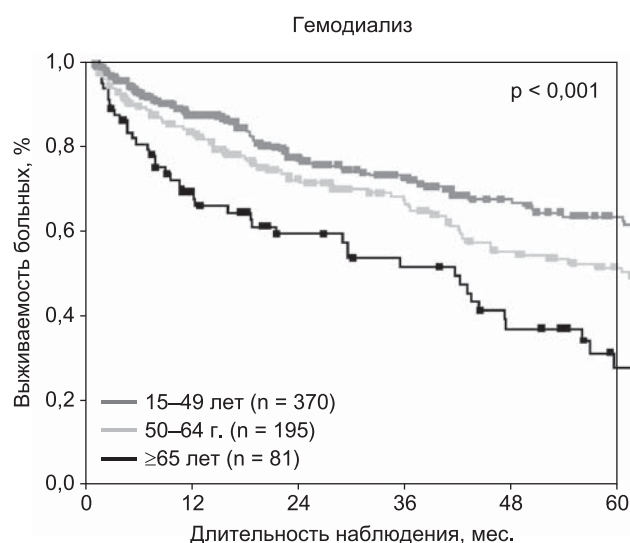 Гемодиализ
p < 0,001
Выживаемость больных, %
1,0
0,8
0,6
0,4
0,2
0,0
15–49 лет (n = 370)
50–64 г. (n = 195)
≥65 лет (n = 81)
0 12 24 36 48 60
Длительность наблюдения, мес.